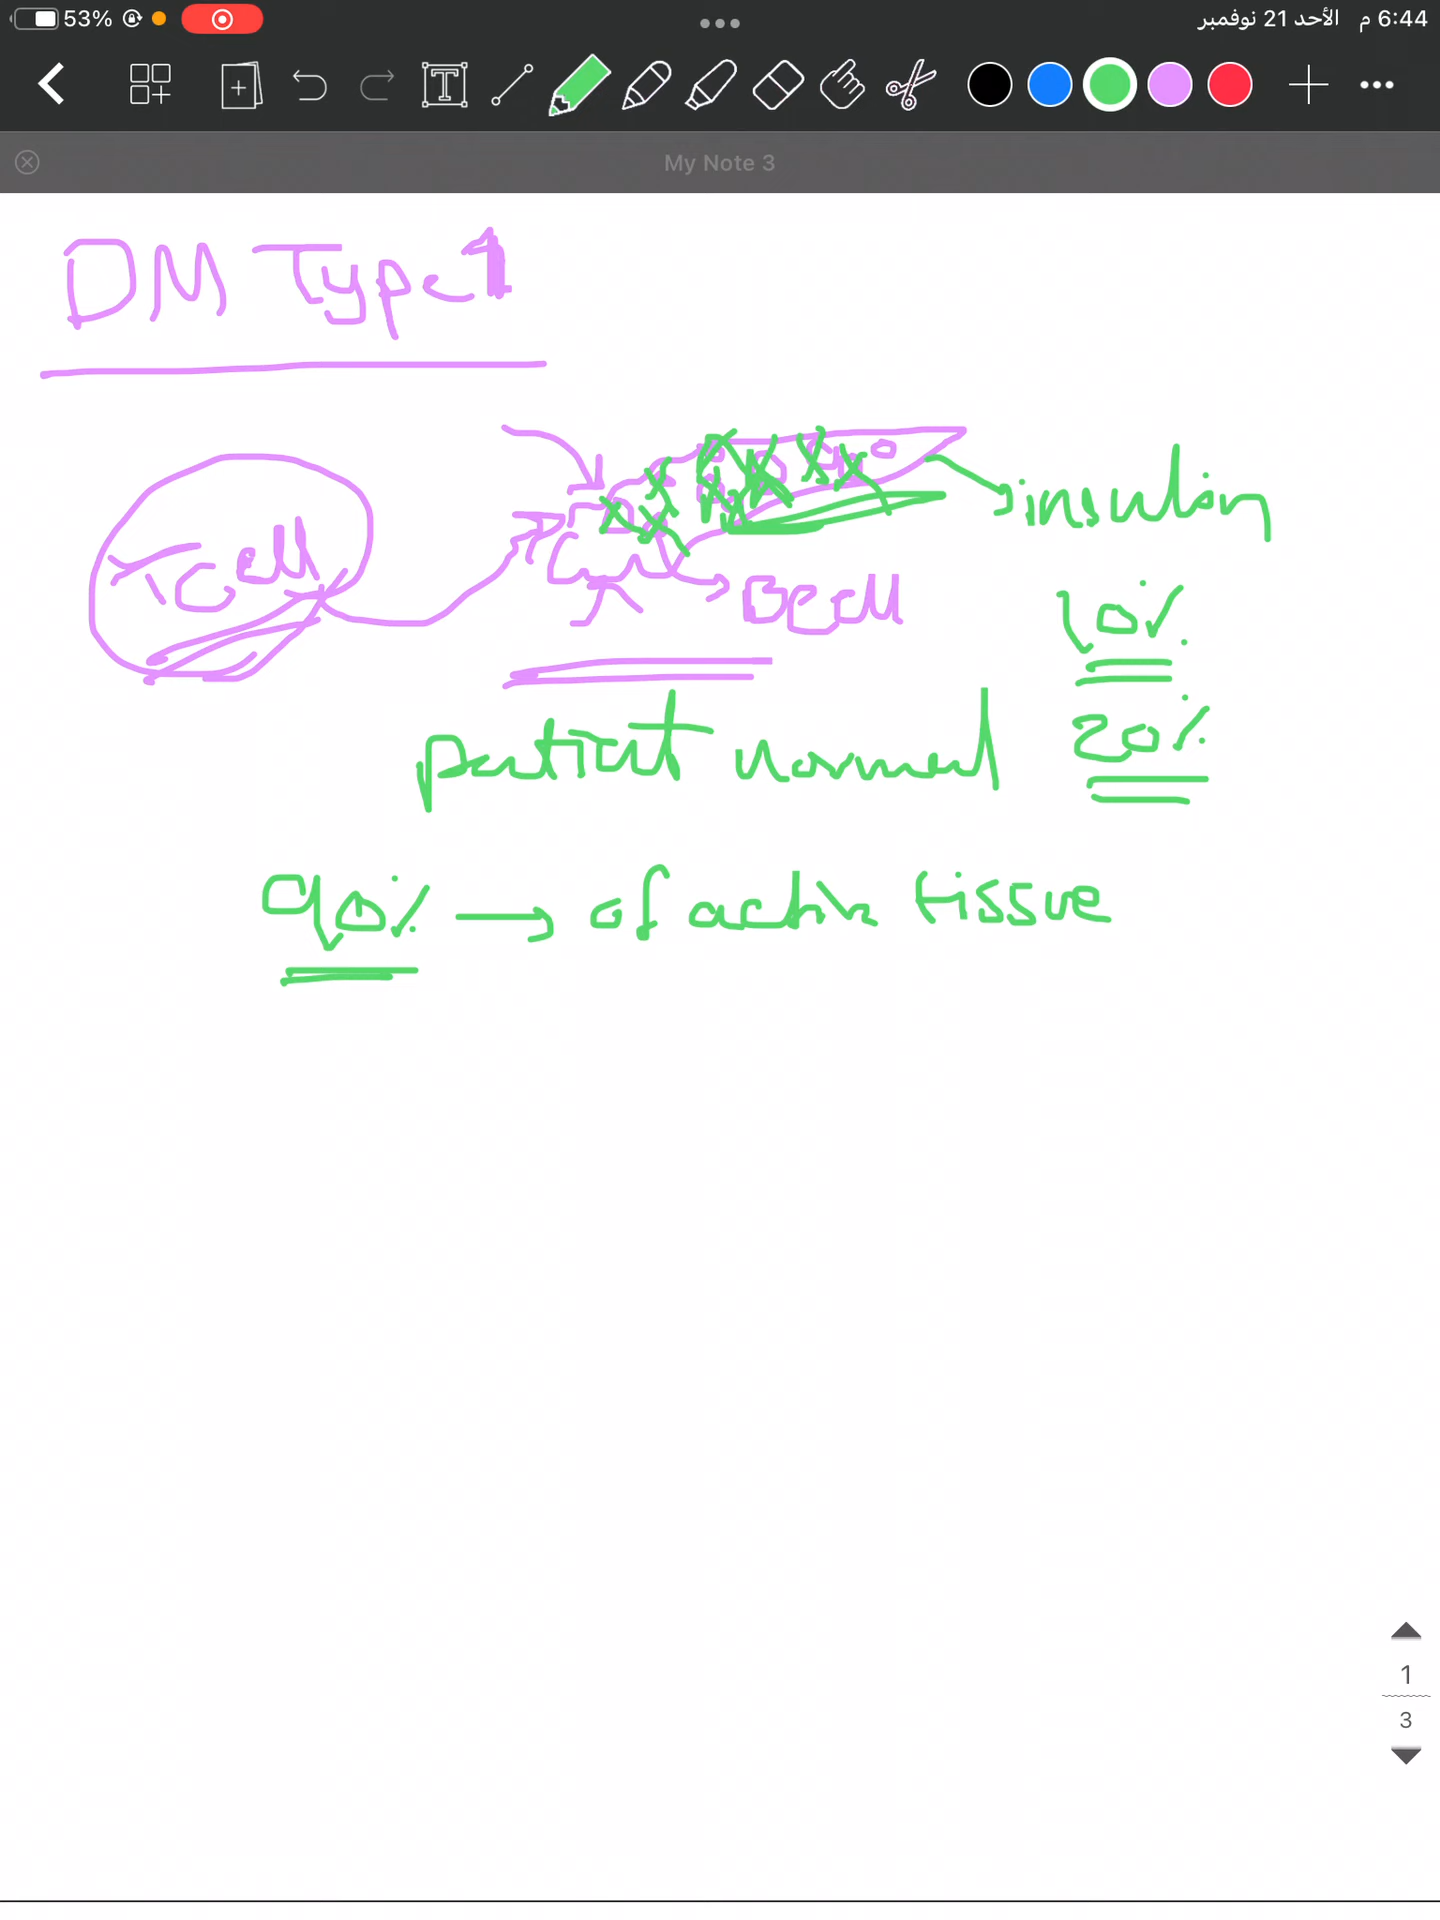 53% 6:44 م الأحد 21 نوفمبر
My Note 3
DM Type 1
T cell
insulin
B cell
10%
patient normal 20%
90% → of active tissue
1
3